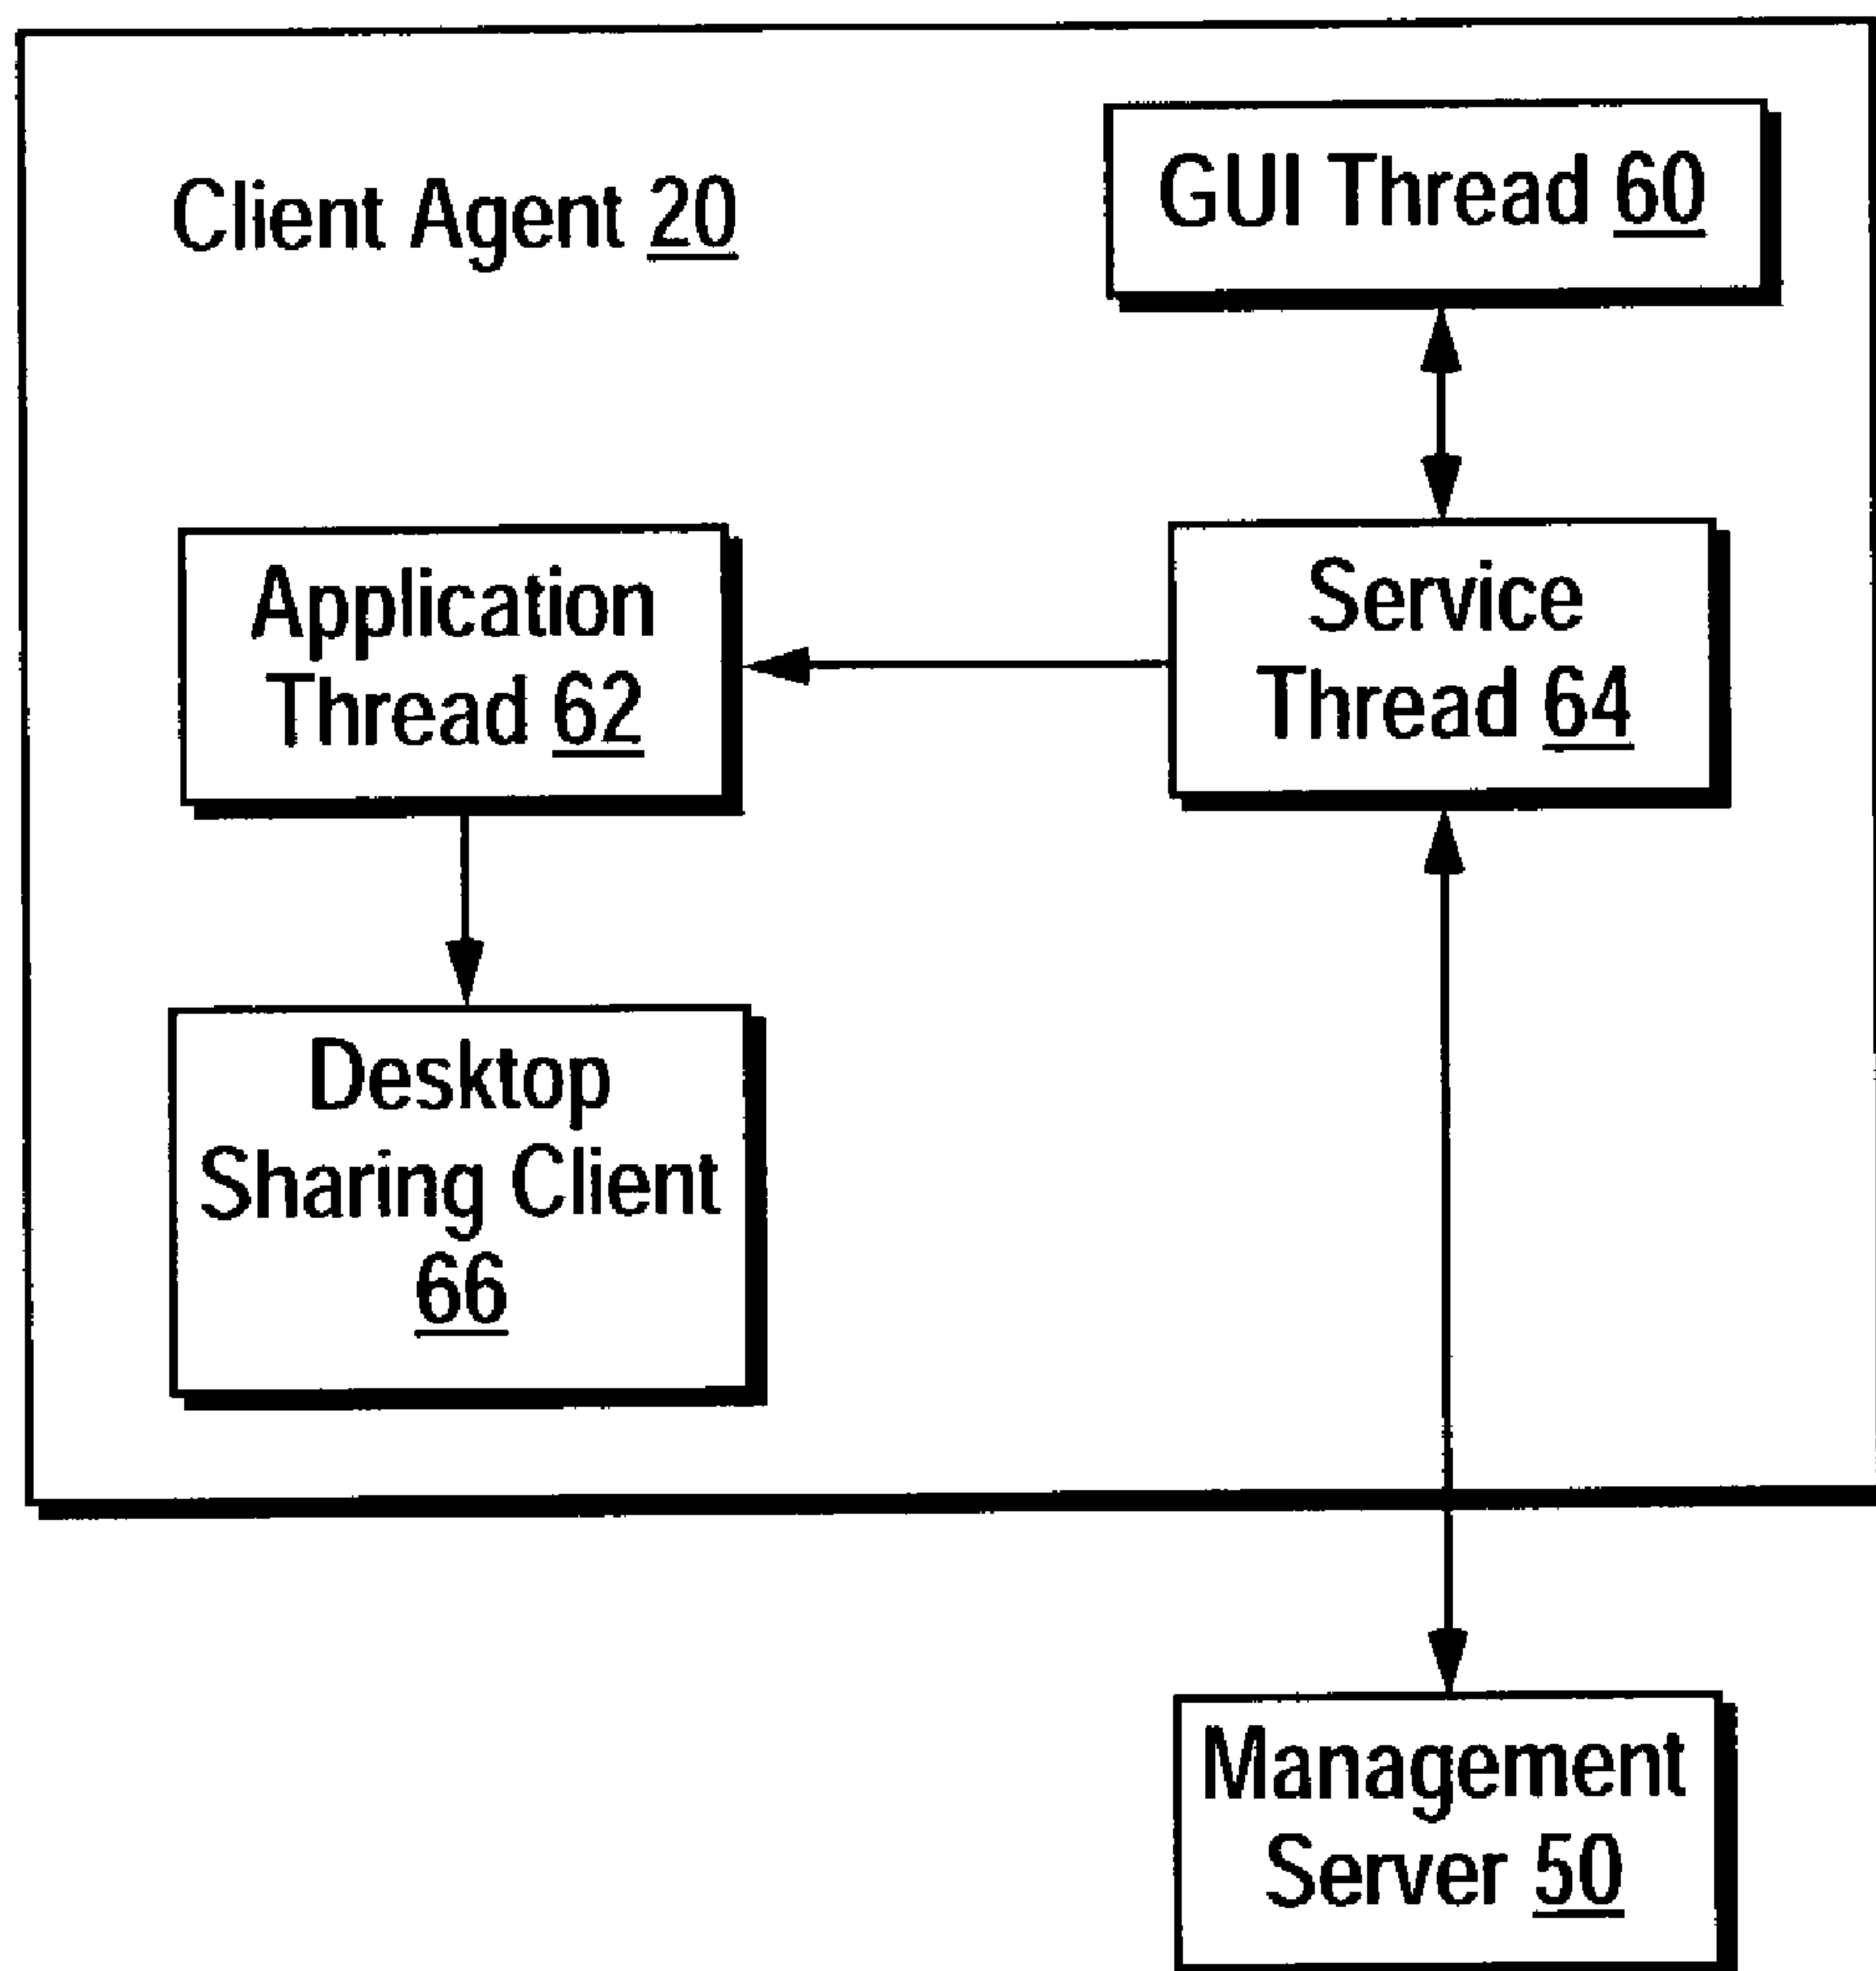 Client Agent 20
GUI Thread 60
Application
Thread 62
Service
Thread 64
Desktop
Sharing Client
66
Management
Server 50